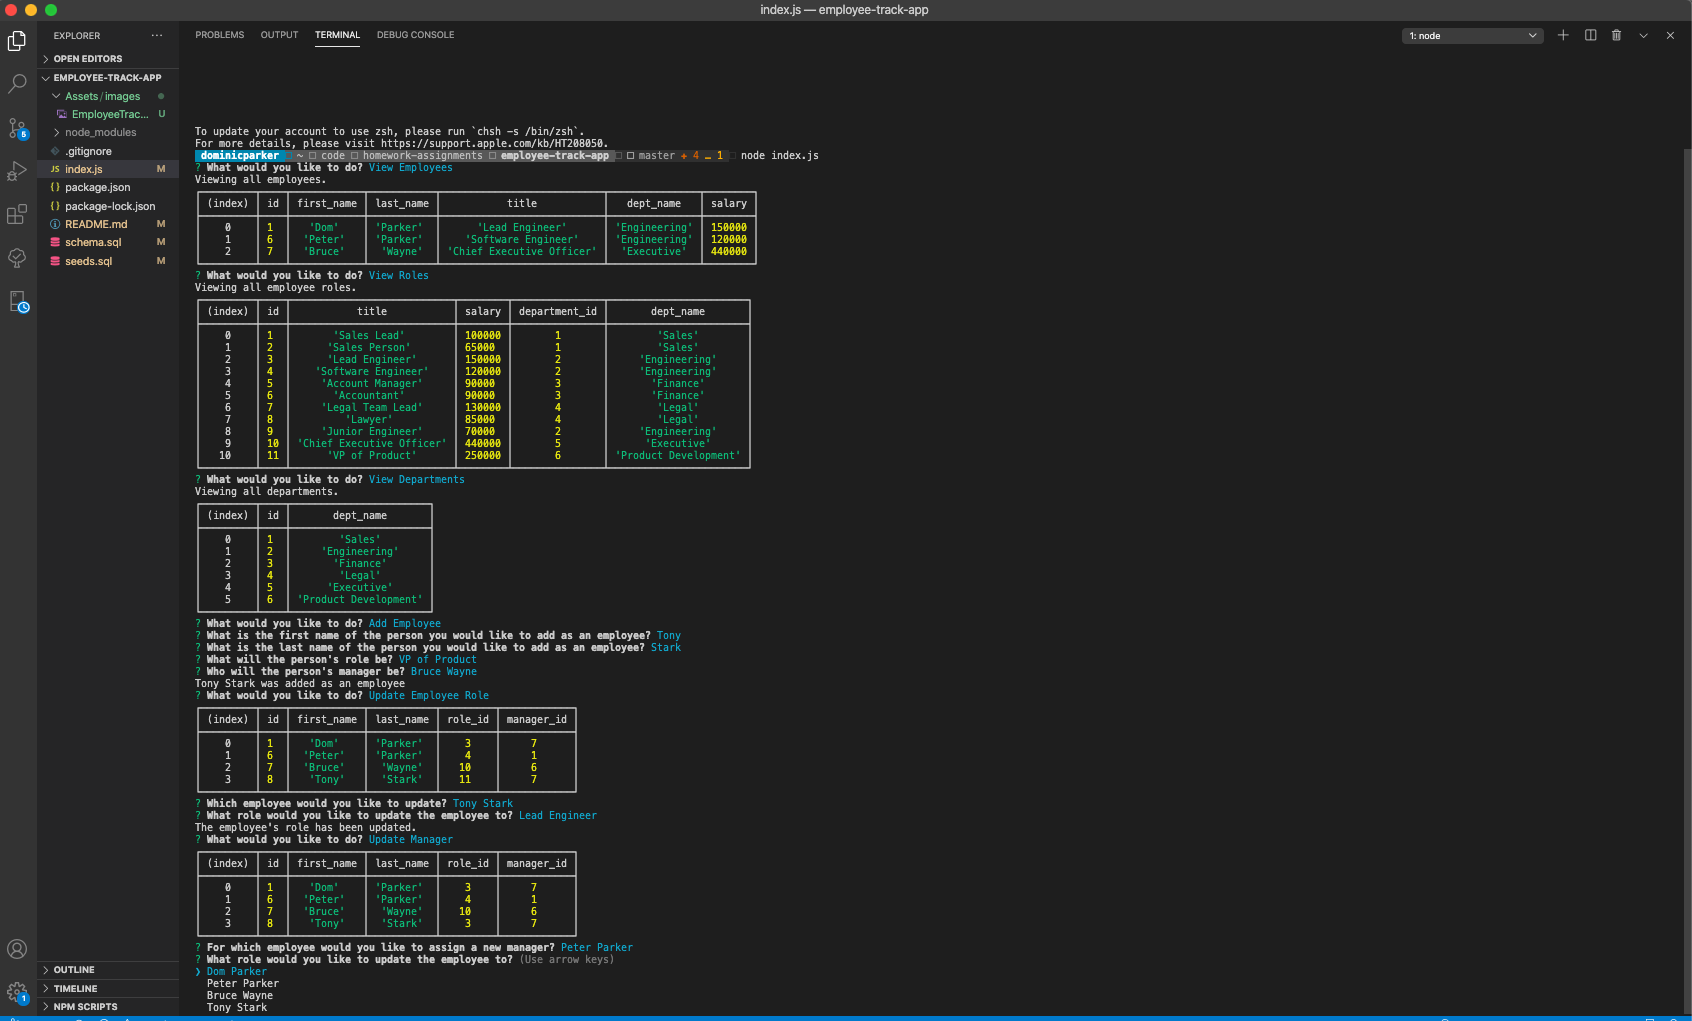 index.js — employee-track-app
EXPLORER ...
OPEN EDITORS
EMPLOYEE-TRACK-APP
Assets / images
EmployeeTrac... U
node_modules
.gitignore
JS index.js M
{} package.json
{} package-lock.json
README.md M
schema.sql M
seeds.sql M
OUTLINE
TIMELINE
NPM SCRIPTS
5
1
PROBLEMS OUTPUT TERMINAL DEBUG CONSOLE
1: node
To update your account to use zsh, please run `chsh -s /bin/zsh`.
For more details, please visit https://support.apple.com/kb/HT208050.
dominicparker ~ code homework-assignments employee-track-app master + 4 … 1 node index.js
? What would you like to do? View Employees
Viewing all employees.
(index) id first_name last_name title dept_name salary
0 1 'Dom' 'Parker' 'Lead Engineer' 'Engineering' 150000
1 6 'Peter' 'Parker' 'Software Engineer' 'Engineering' 120000
2 7 'Bruce' 'Wayne' 'Chief Executive Officer' 'Executive' 440000
? What would you like to do? View Roles
Viewing all employee roles.
(index) id title salary department_id dept_name
0 1 'Sales Lead' 100000 1 'Sales'
1 2 'Sales Person' 65000 1 'Sales'
2 3 'Lead Engineer' 150000 2 'Engineering'
3 4 'Software Engineer' 120000 2 'Engineering'
4 5 'Account Manager' 90000 3 'Finance'
5 6 'Accountant' 90000 3 'Finance'
6 7 'Legal Team Lead' 130000 4 'Legal'
7 8 'Lawyer' 85000 4 'Legal'
8 9 'Junior Engineer' 70000 2 'Engineering'
9 10 'Chief Executive Officer' 440000 5 'Executive'
10 11 'VP of Product' 250000 6 'Product Development'
? What would you like to do? View Departments
Viewing all departments.
(index) id dept_name
0 1 'Sales'
1 2 'Engineering'
2 3 'Finance'
3 4 'Legal'
4 5 'Executive'
5 6 'Product Development'
? What would you like to do? Add Employee
? What is the first name of the person you would like to add as an employee? Tony
? What is the last name of the person you would like to add as an employee? Stark
? What will the person's role be? VP of Product
? Who will the person's manager be? Bruce Wayne
Tony Stark was added as an employee
? What would you like to do? Update Employee Role
(index) id first_name last_name role_id manager_id
0 1 'Dom' 'Parker' 3 7
1 6 'Peter' 'Parker' 4 1
2 7 'Bruce' 'Wayne' 10 6
3 8 'Tony' 'Stark' 11 7
? Which employee would you like to update? Tony Stark
? What role would you like to update the employee to? Lead Engineer
The employee's role has been updated.
? What would you like to do? Update Manager
(index) id first_name last_name role_id manager_id
0 1 'Dom' 'Parker' 3 7
1 6 'Peter' 'Parker' 4 1
2 7 'Bruce' 'Wayne' 10 6
3 8 'Tony' 'Stark' 3 7
? For which employee would you like to assign a new manager? Peter Parker
? What role would you like to update the employee to? (Use arrow keys)
❯ Dom Parker
Peter Parker
Bruce Wayne
Tony Stark